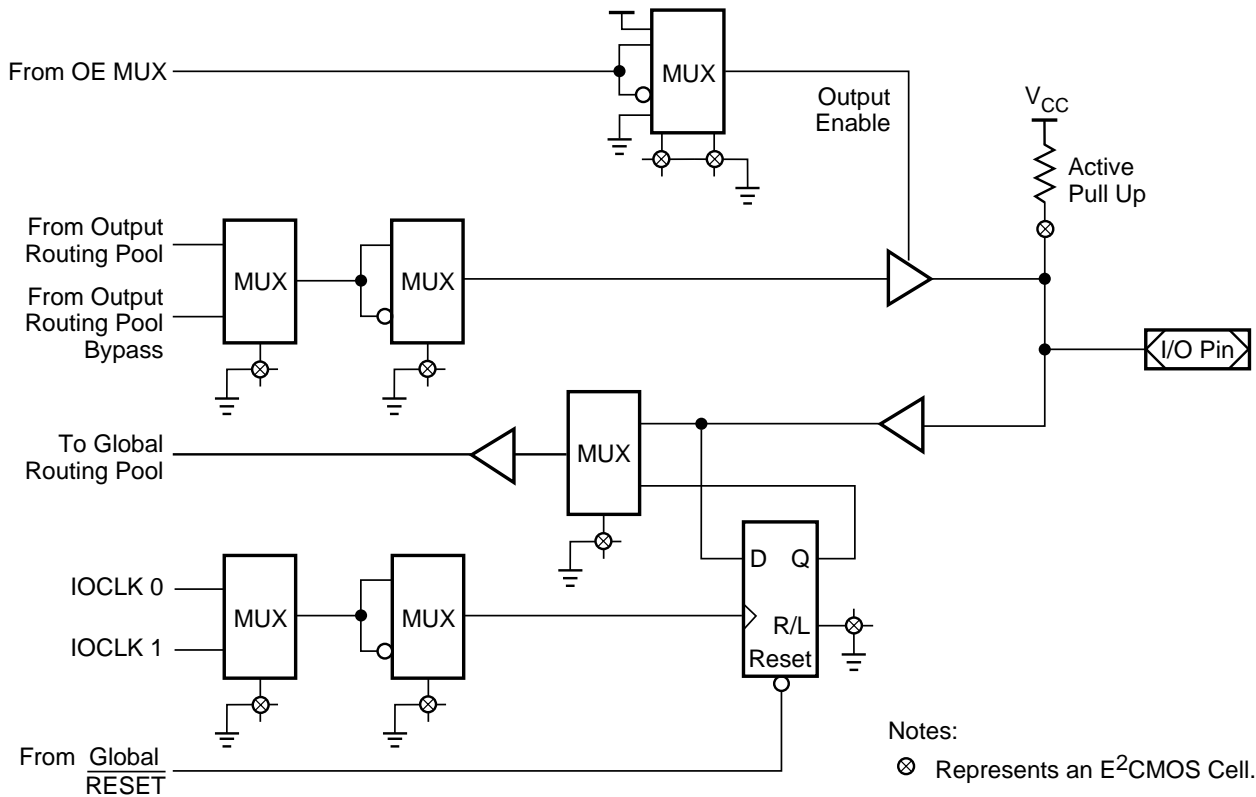 From OE MUX
MUX
Output
Enable
VCC
Active
Pull Up
From Output
Routing Pool
MUX
MUX
From Output
Routing Pool
Bypass
I/O Pin
To Global
Routing Pool
MUX
IOCLK 0
MUX
MUX
IOCLK 1
D Q
R/L
Reset
From Global
RESET
Notes:
Represents an E2CMOS Cell.